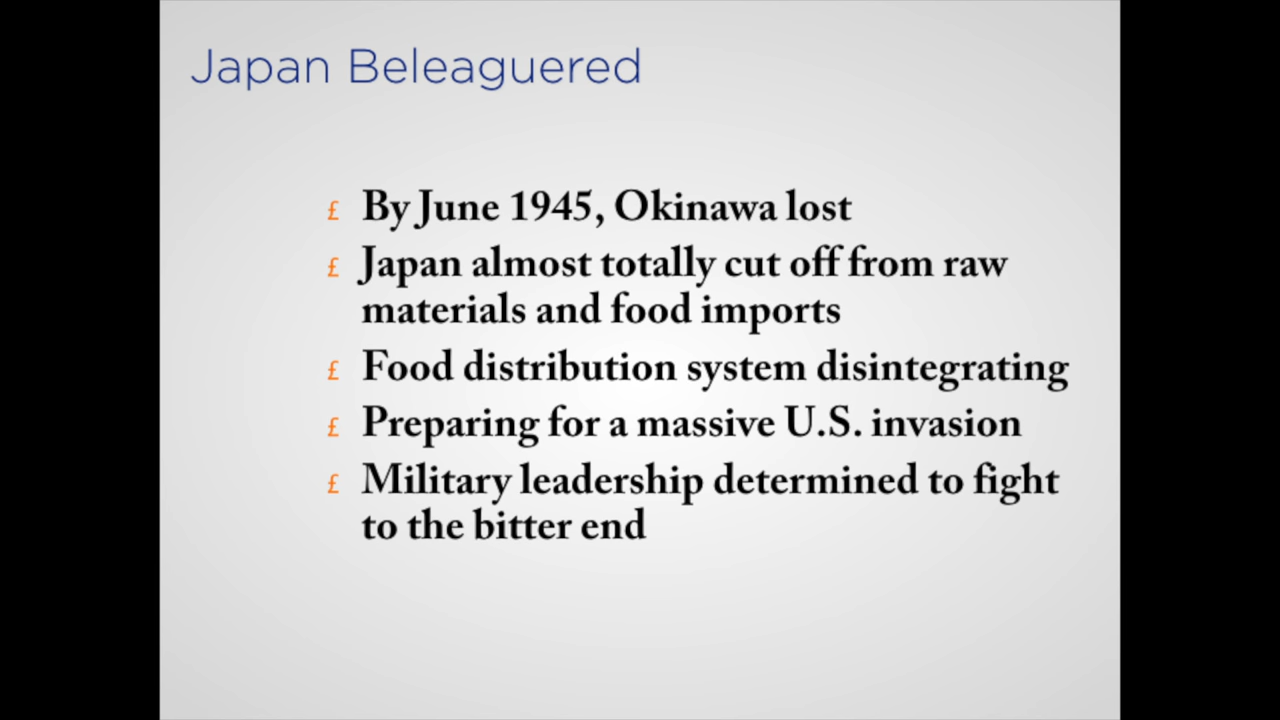 Japan Beleaguered
£ By June 1945, Okinawa lost
£ Japan almost totally cut off from raw
materials and food imports
£ Food distribution system disintegrating
£ Preparing for a massive U.S. invasion
£ Military leadership determined to fight
to the bitter end